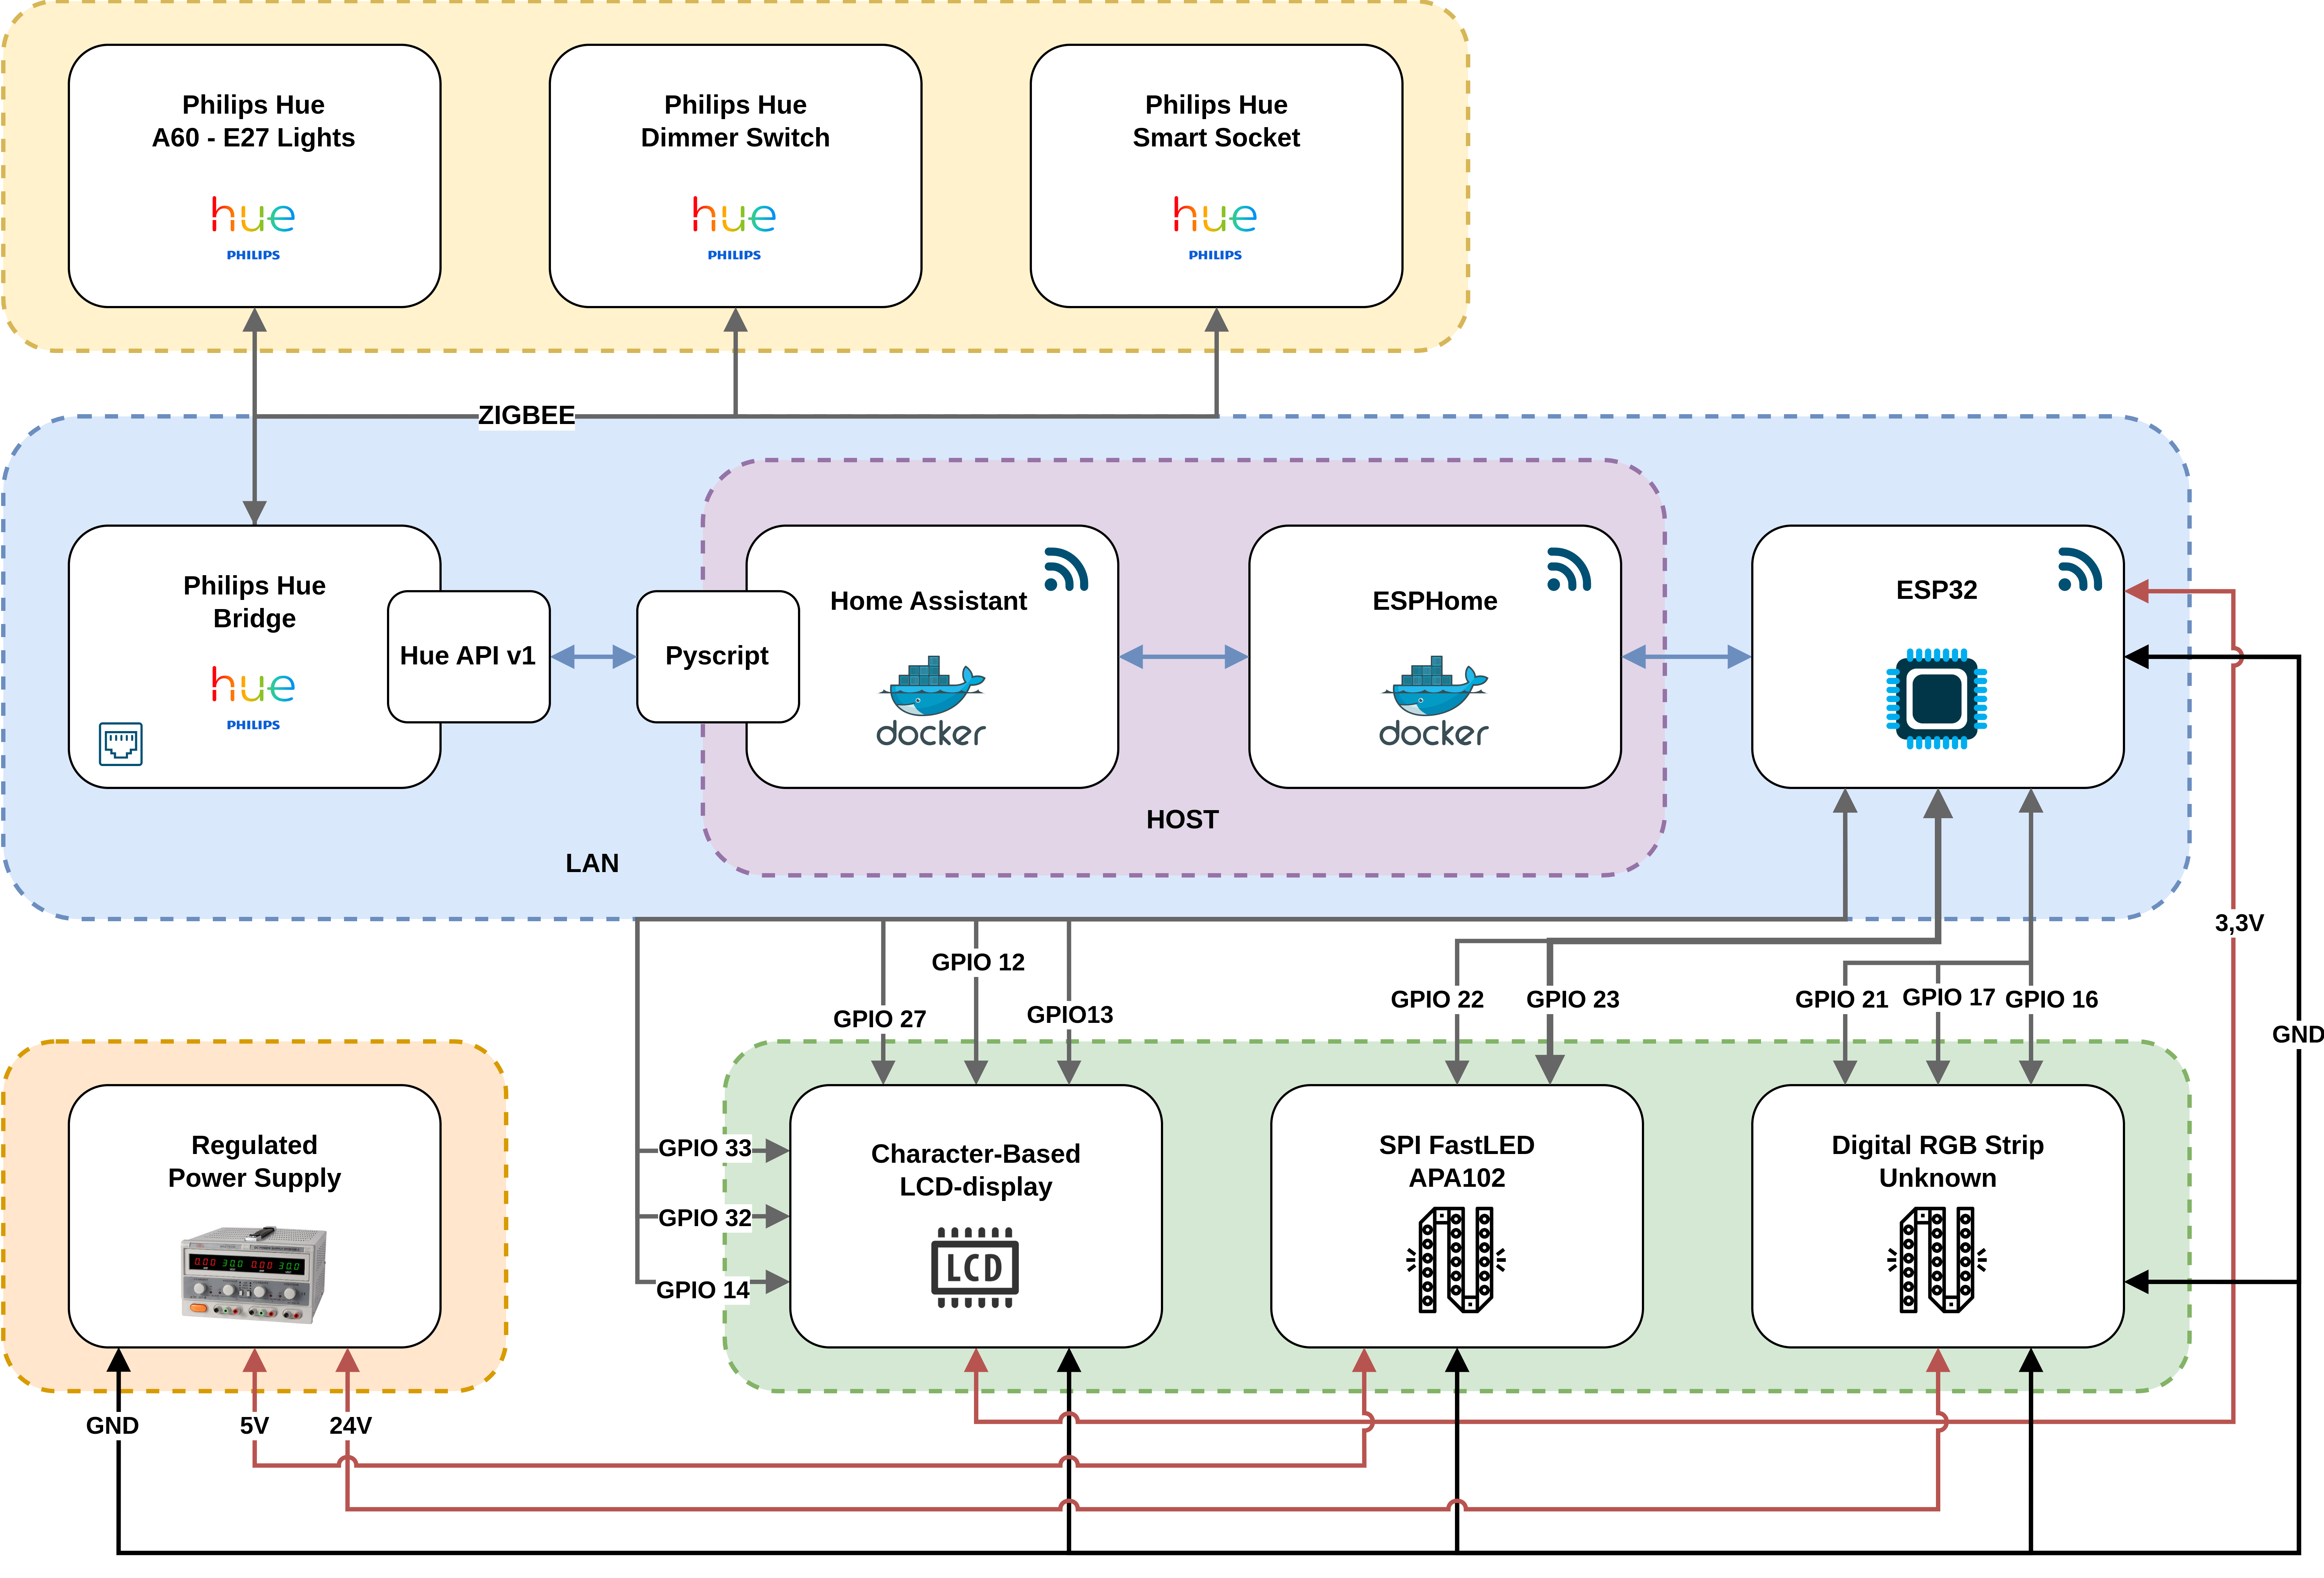 Philips Hue
A60 - E27 Lights
hue
PHILIPS
Philips Hue
Dimmer Switch
hue
PHILIPS
Philips Hue
Smart Socket
hue
PHILIPS
ZIGBEE
Philips Hue
Bridge
hue
PHILIPS
Hue API v1
Pyscript
Home Assistant
docker
ESPHome
docker
ESP32
HOST
LAN
3,3V
GPIO 12
GPIO 27
GPIO13
GPIO 22
GPIO 23
GPIO 21
GPIO 17
GPIO 16
GND
GPIO 33
GPIO 32
GPIO 14
Regulated
Power Supply
Character-Based
LCD-display
LCD
SPI FastLED
APA102
Digital RGB Strip
Unknown
GND
5V
24V